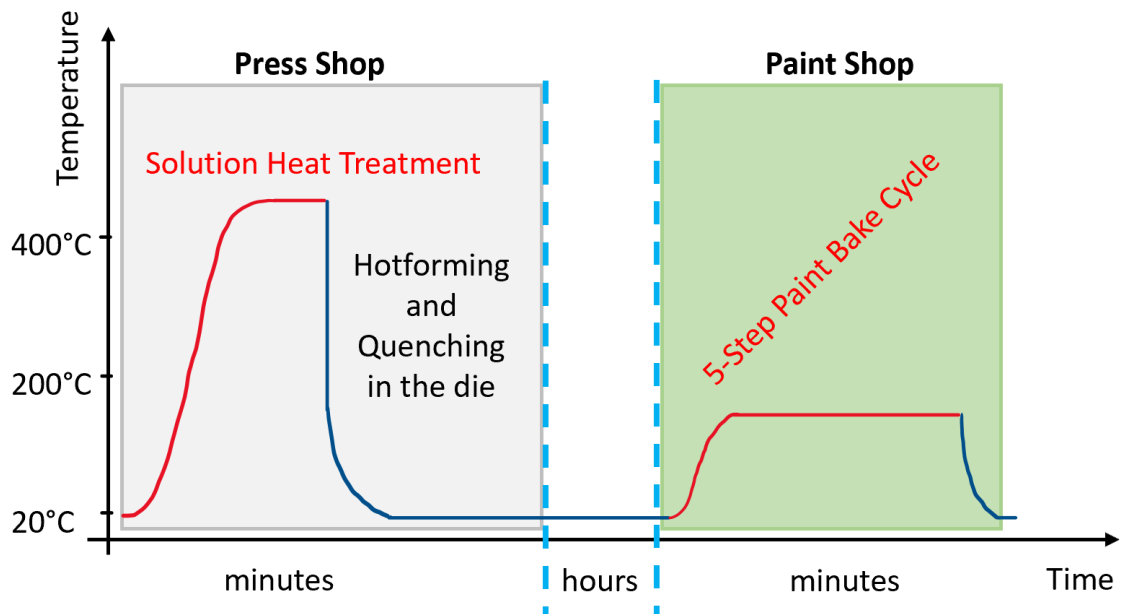 Temperature
Press Shop
Paint Shop
Solution Heat Treatment
Hotforming
and
Quenching
in the die
5-Step Paint Bake Cycle
400°C
200°C
20°C
minutes
hours
minutes
Time